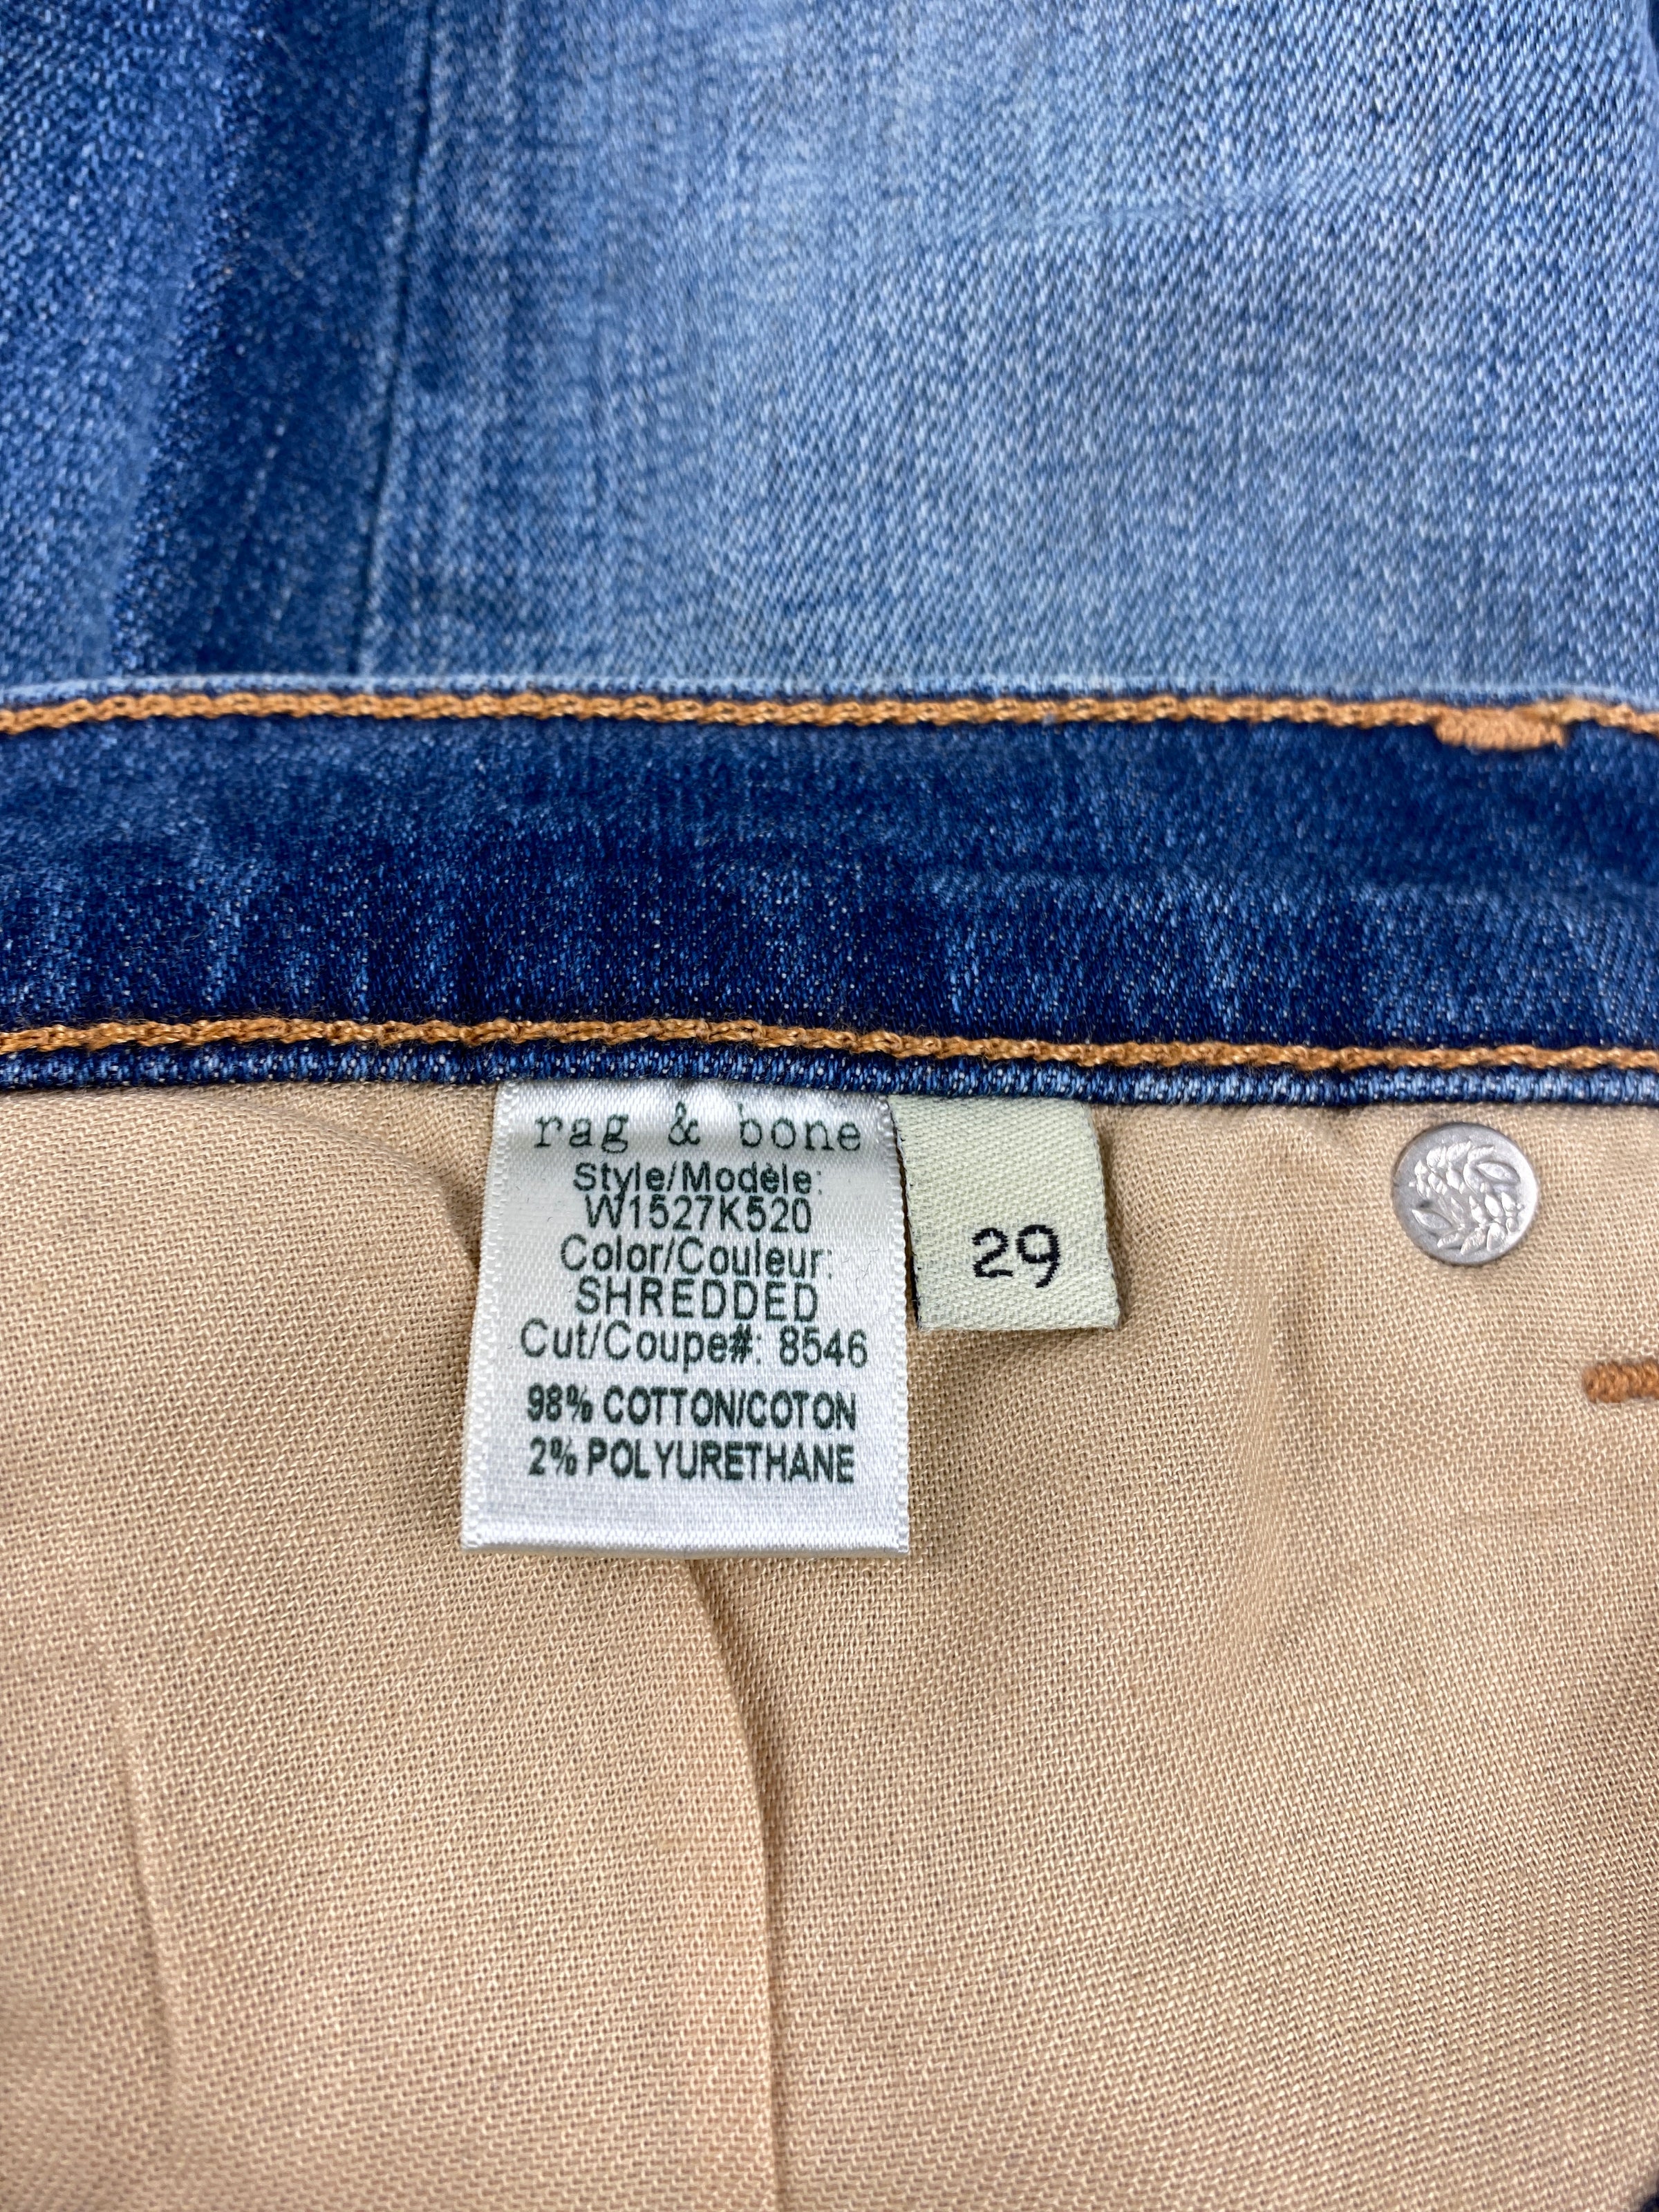 rag & bone
Style/Modèle:
W1527K520
Color/Couleur:
SHREDDED
Cut/Coupe#: 8546
98% COTTON/COTON
2% POLYURETHANE
29